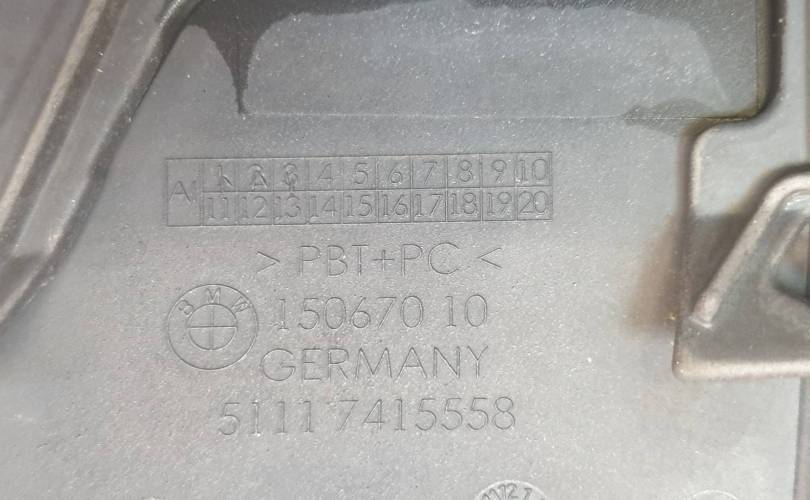 AI 1 2 3 4 5 6 7 8 9 10
11 12 13 14 15 16 17 18 19 20
> PBT+PC <
BMW
150670 10
GERMANY
5111 7415558